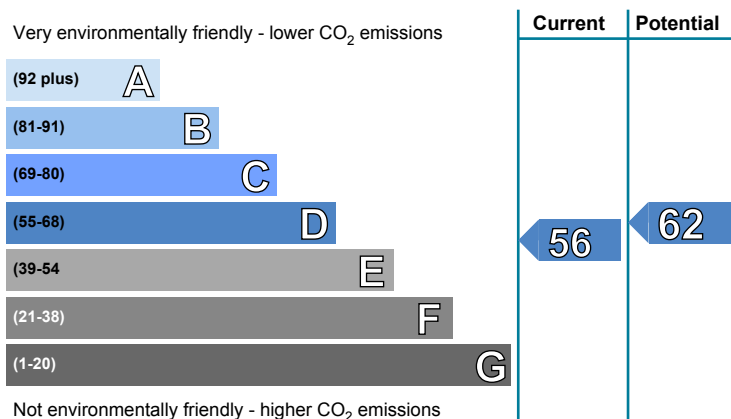 Very environmentally friendly - lower CO2 emissions
Current Potential
(92 plus) A
(81-91) B
(69-80) C
(55-68) D
56 62
(39-54 E
(21-38) F
(1-20) G
Not environmentally friendly - higher CO2 emissions